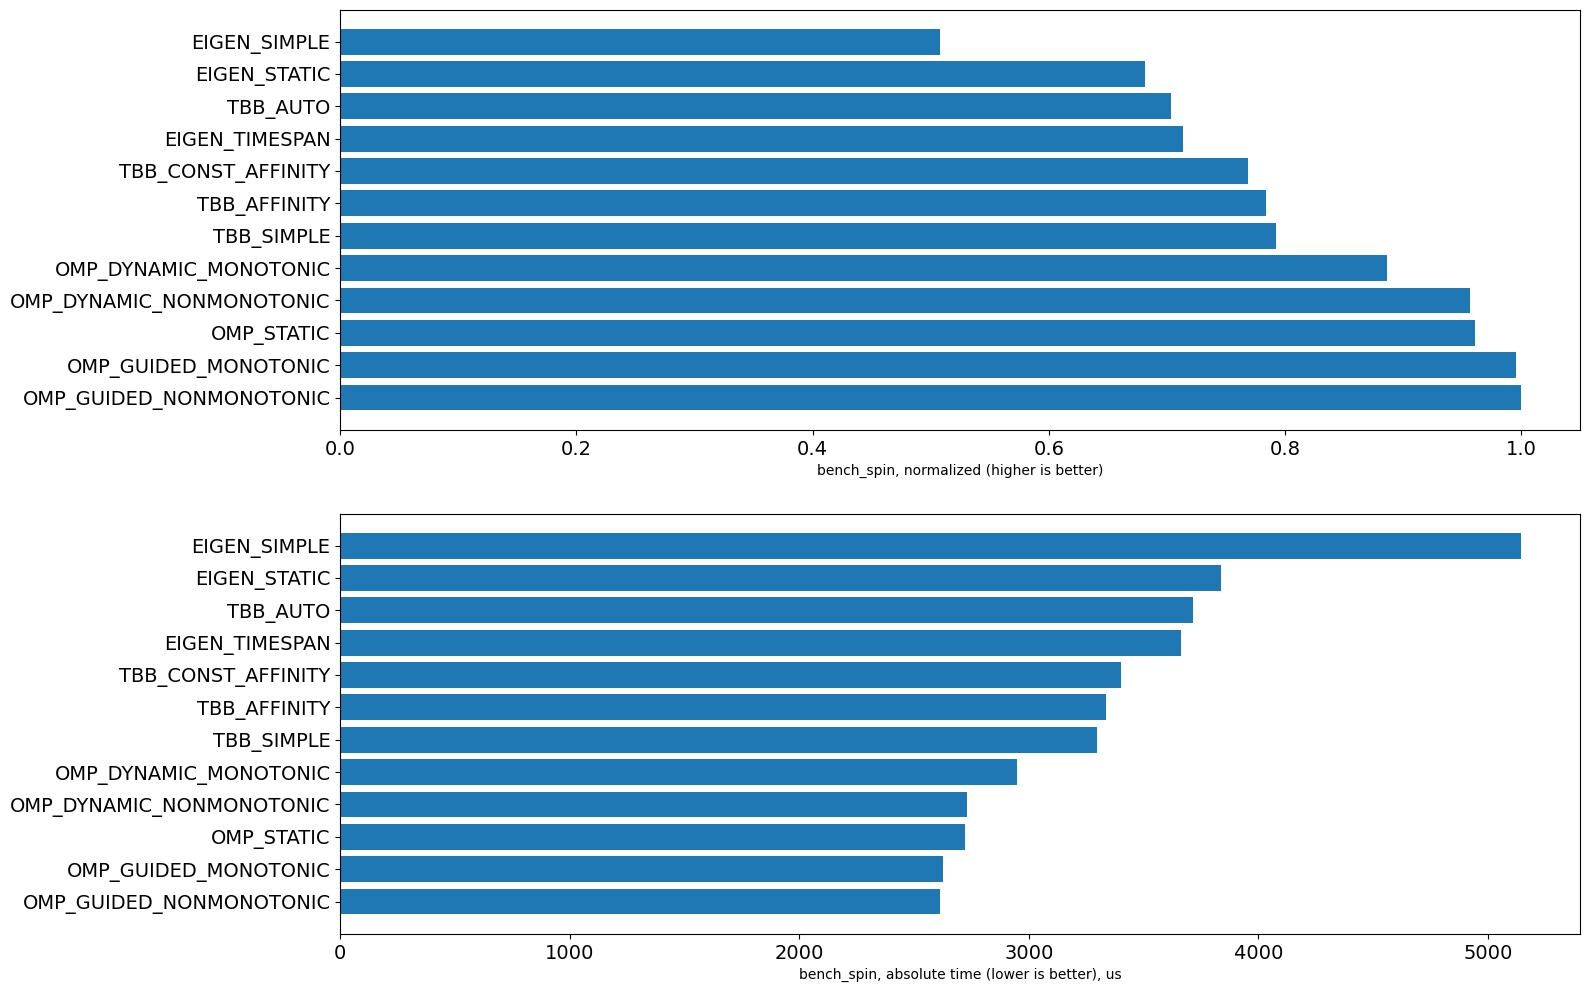 EIGEN_SIMPLE
EIGEN_STATIC
TBB_AUTO
EIGEN_TIMESPAN
TBB_CONST_AFFINITY
TBB_AFFINITY
TBB_SIMPLE
OMP_DYNAMIC_MONOTONIC
OMP_DYNAMIC_NONMONOTONIC
OMP_STATIC
OMP_GUIDED_MONOTONIC
OMP_GUIDED_NONMONOTONIC
0.0 0.2 0.4 0.6 0.8 1.0
bench_spin, normalized (higher is better)
EIGEN_SIMPLE
EIGEN_STATIC
TBB_AUTO
EIGEN_TIMESPAN
TBB_CONST_AFFINITY
TBB_AFFINITY
TBB_SIMPLE
OMP_DYNAMIC_MONOTONIC
OMP_DYNAMIC_NONMONOTONIC
OMP_STATIC
OMP_GUIDED_MONOTONIC
OMP_GUIDED_NONMONOTONIC
0 1000 2000 3000 4000 5000
bench_spin, absolute time (lower is better), us